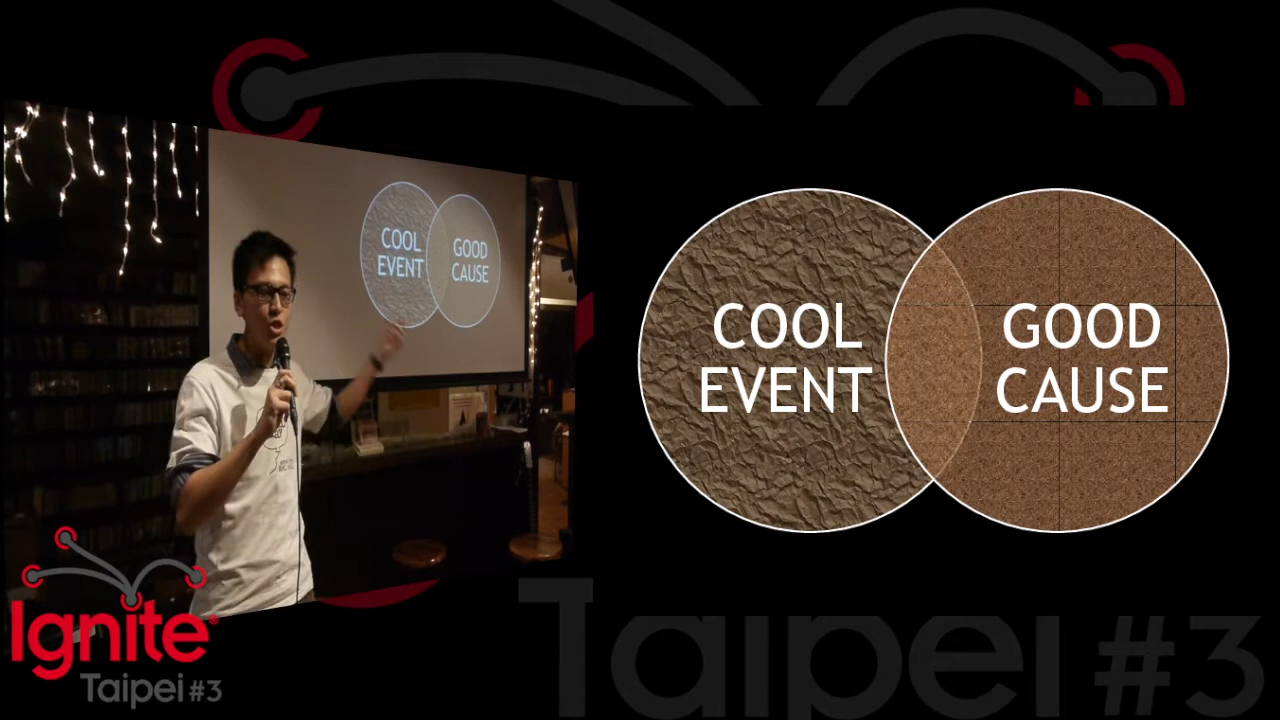 COOL
EVENT
GOOD
CAUSE
COOL
EVENT
GOOD
CAUSE
Ignite
Taipei #3
Taipei #3